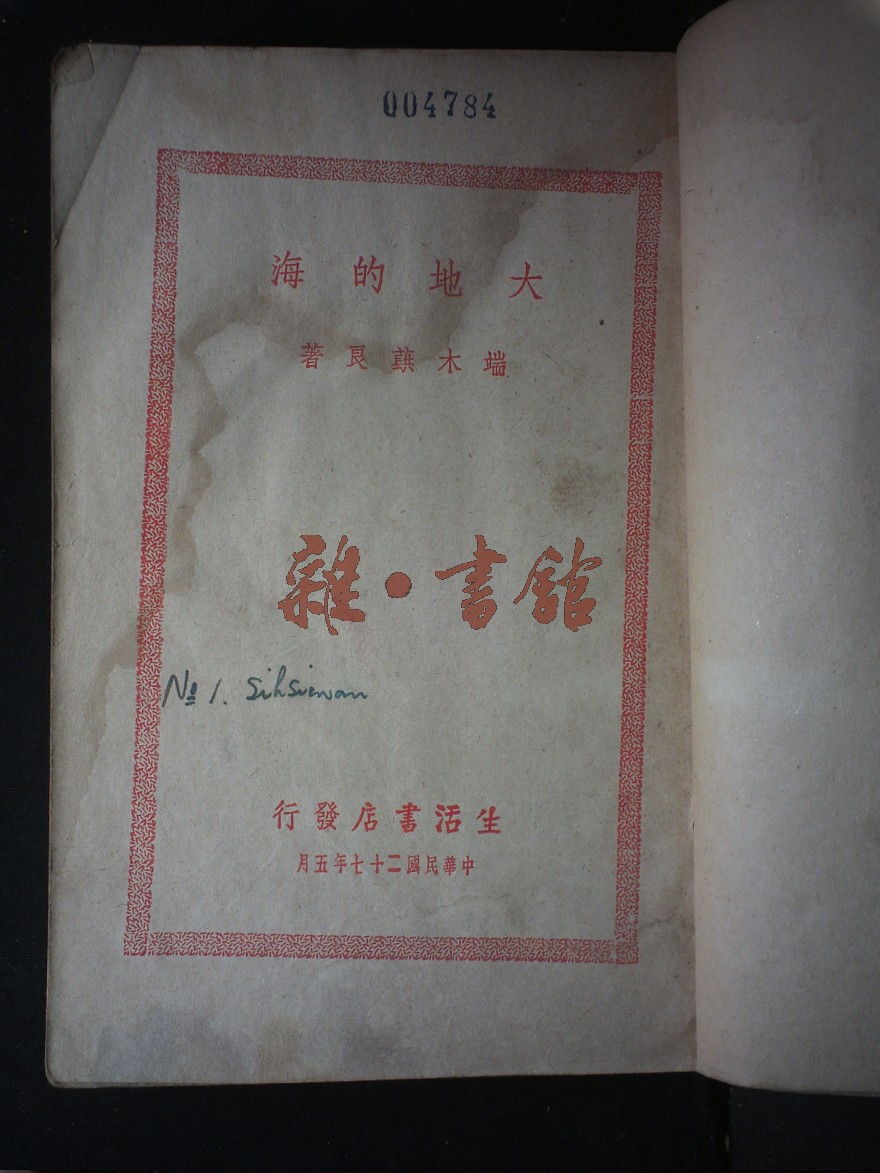 004784
大地的海
端木蕻良著
雜·書館
№ 1. Sihsienwan
生活書店發行
中華民國二十七年五月